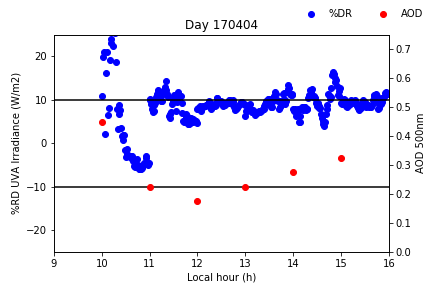 %DR AOD
Day 170404
%RD UVA Irradiance (W/m2)
20
10
0
−10
−20
0.7
0.6
0.5
0.4
0.3
0.2
0.1
0.0
AOD 500nm
9 10 11 12 13 14 15 16
Local hour (h)